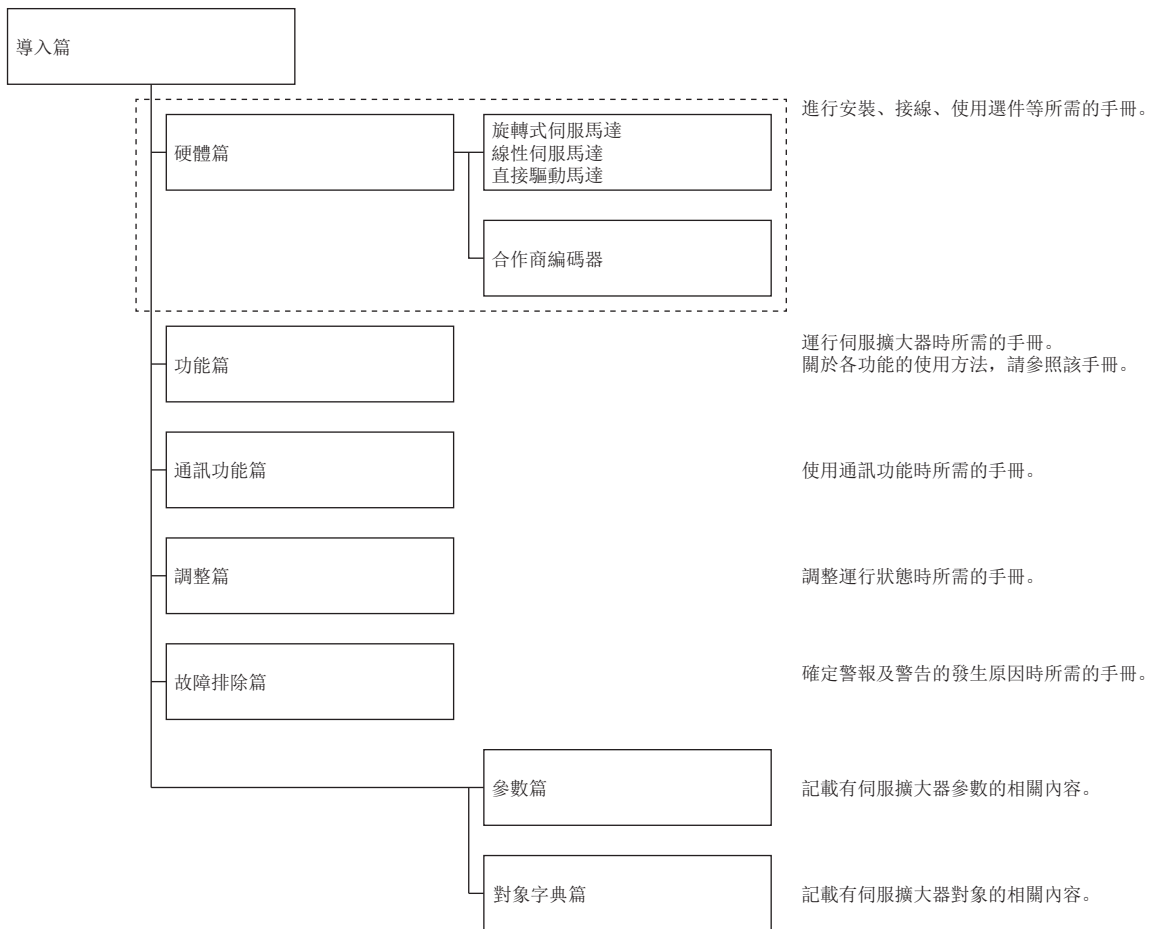 導入篇
進行安裝、接線、使用選件等所需的手冊。
硬體篇
旋轉式伺服馬達
線性伺服馬達
直接驅動馬達
合作商編碼器
功能篇
運行伺服擴大器時所需的手冊。
關於各功能的使用方法，請參照該手冊。
通訊功能篇
使用通訊功能時所需的手冊。
調整篇
調整運行狀態時所需的手冊。
故障排除篇
確定警報及警告的發生原因時所需的手冊。
參數篇
記載有伺服擴大器參數的相關內容。
對象字典篇
記載有伺服擴大器對象的相關內容。